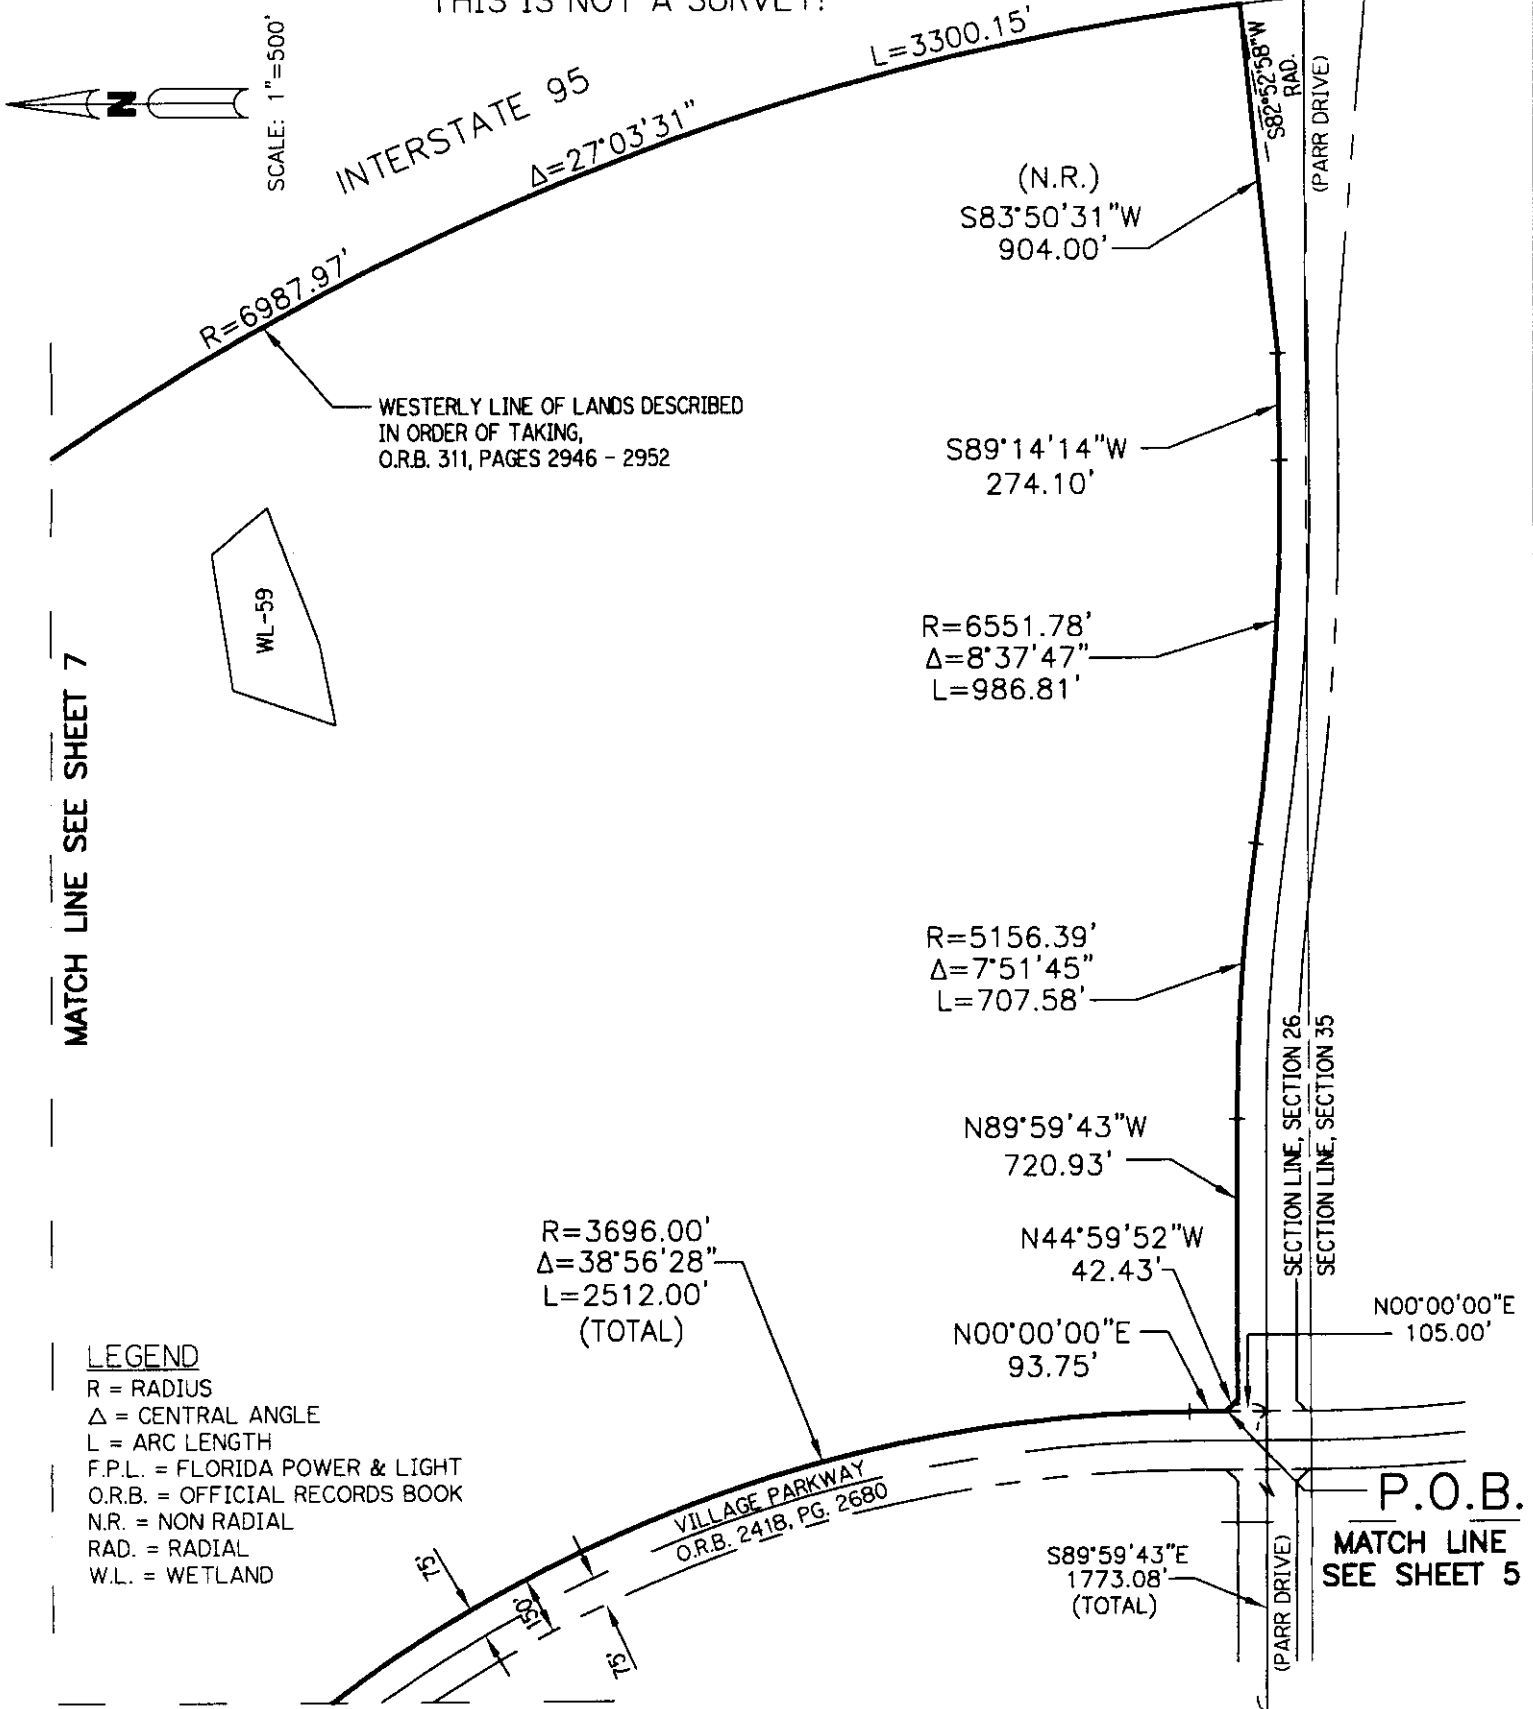 THIS IS NOT A SURVEY!
N
SCALE: 1"=500'
INTERSTATE 95
L=3300.15'
Δ=27°03'31"
R=6987.97'
S82°52'58"W
RAD.
(PARR DRIVE)
(N.R.)
S83°50'31"W
904.00'
WESTERLY LINE OF LANDS DESCRIBED
IN ORDER OF TAKING,
O.R.B. 311, PAGES 2946 - 2952
S89°14'14"W
274.10'
WL-59
MATCH LINE SEE SHEET 7
R=6551.78'
Δ=8°37'47"
L=986.81'
R=5156.39'
Δ=7°51'45"
L=707.58'
SECTION LINE, SECTION 26
SECTION LINE, SECTION 35
N89°59'43"W
720.93'
N44°59'52"W
42.43'
N00°00'00"E
105.00'
N00°00'00"E
93.75'
R=3696.00'
Δ=38°56'28"
L=2512.00'
(TOTAL)
LEGEND
R = RADIUS
Δ = CENTRAL ANGLE
L = ARC LENGTH
F.P.L. = FLORIDA POWER & LIGHT
O.R.B. = OFFICIAL RECORDS BOOK
N.R. = NON RADIAL
RAD. = RADIAL
W.L. = WETLAND
VILLAGE PARKWAY
O.R.B. 2418, PG. 2680
75'
150'
75'
P.O.B.
MATCH LINE
SEE SHEET 5
S89°59'43"E
1773.08'
(TOTAL)
(PARR DRIVE)